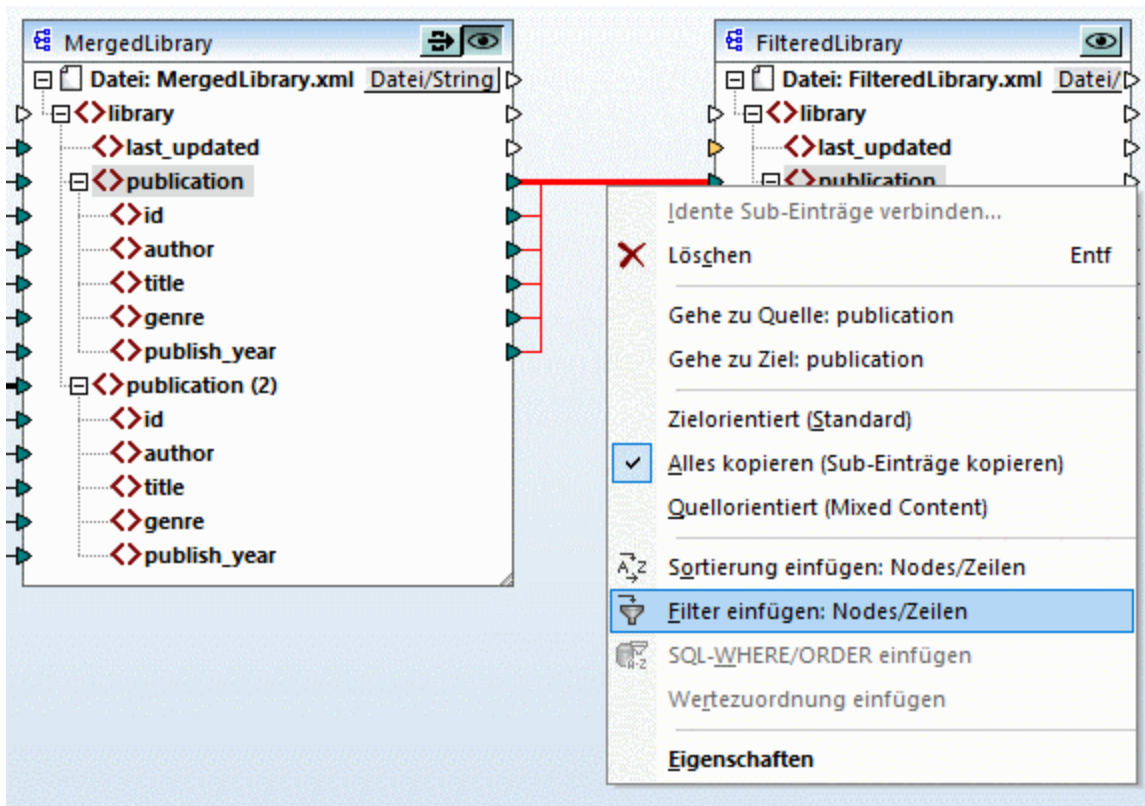 MergedLibrary
Datei: MergedLibrary.xml Datei/String
library
last_updated
publication
id
author
title
genre
publish_year
publication (2)
id
author
title
genre
publish_year
FilteredLibrary
Datei: FilteredLibrary.xml Datei/
library
last_updated
publication
Idente Sub-Einträge verbinden...
Löschen Entf
Gehe zu Quelle: publication
Gehe zu Ziel: publication
Zielorientiert (Standard)
Alles kopieren (Sub-Einträge kopieren)
Quellorientiert (Mixed Content)
Sortierung einfügen: Nodes/Zeilen
Filter einfügen: Nodes/Zeilen
SQL-WHERE/ORDER einfügen
Wertezuordnung einfügen
Eigenschaften